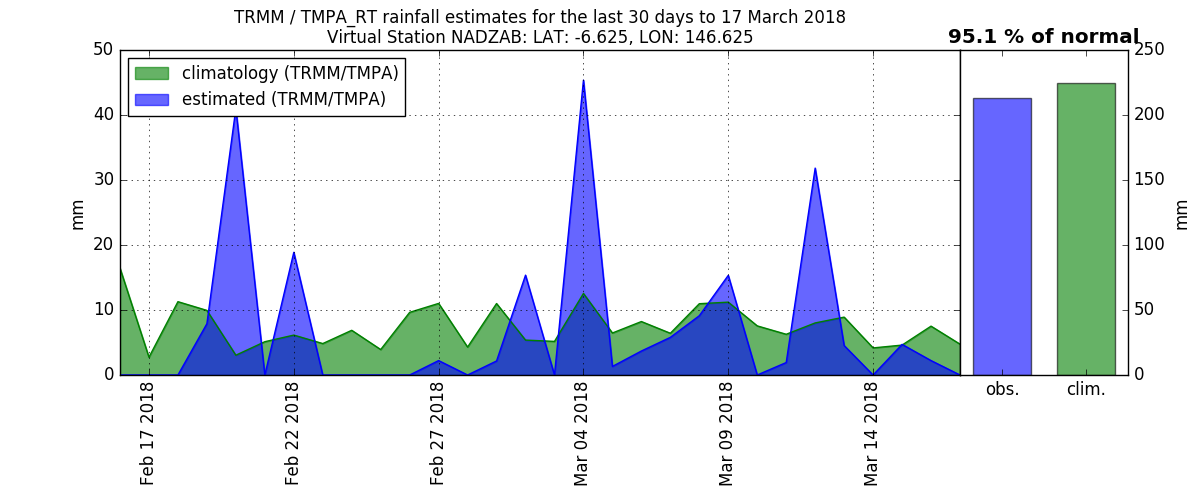 TRMM / TMPA_RT rainfall estimates for the last 30 days to 17 March 2018
Virtual Station NADZAB: LAT: -6.625, LON: 146.625
95.1 % of normal
climatology (TRMM/TMPA)
estimated (TRMM/TMPA)
50
40
30
20
10
0
mm
Feb 17 2018
Feb 22 2018
Feb 27 2018
Mar 04 2018
Mar 09 2018
Mar 14 2018
obs.
clim.
250
200
150
100
50
0
mm